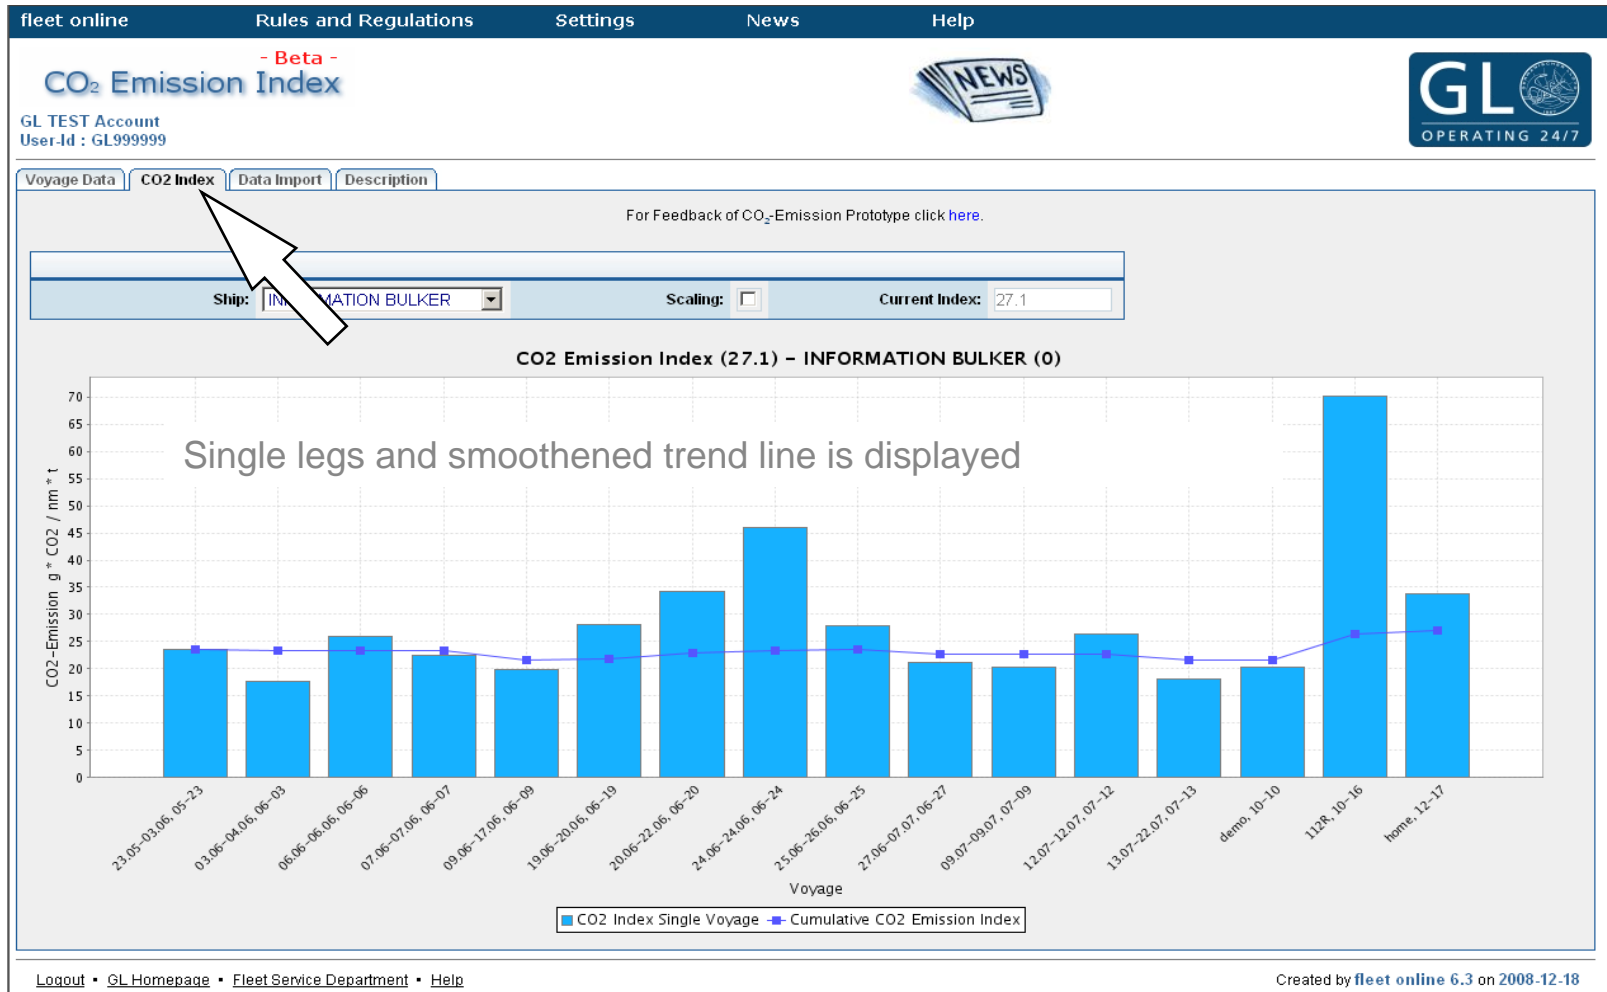 fleet online Rules and Regulations Settings News Help
- Beta -
CO₂ Emission Index
NEWS
GL
OPERATING 24/7
GL TEST Account
User-Id : GL999999
Voyage Data CO2 Index Data Import Description
For Feedback of CO₂-Emission Prototype click here.
Ship: BULKER Scaling: Current Index: 27.1
CO2 Emission Index (27.1) – INFORMATION BULKER (0)
Single legs and smoothened trend line is displayed
CO2-Emission g * CO2 / nm * t
70
65
60
55
50
45
40
35
30
25
20
15
10
5
0
23.05-03.06, 05-23
03.06-04.06, 06-03
06.06-06.06, 06-06
07.06-07.06, 06-07
09.06-17.06, 06-09
19.06-20.06, 06-19
20.06-22.06, 06-20
24.06-24.06, 06-24
25.06-26.06, 06-25
27.06-07.07, 06-27
09.07-09.07, 07-09
12.07-12.07, 07-12
13.07-22.07, 07-13
demo, 10-10
112R, 10-16
home, 12-17
Voyage
CO2 Index Single Voyage Cumulative CO2 Emission Index
Logout ▪ GL Homepage ▪ Fleet Service Department ▪ Help
Created by fleet online 6.3 on 2008-12-18